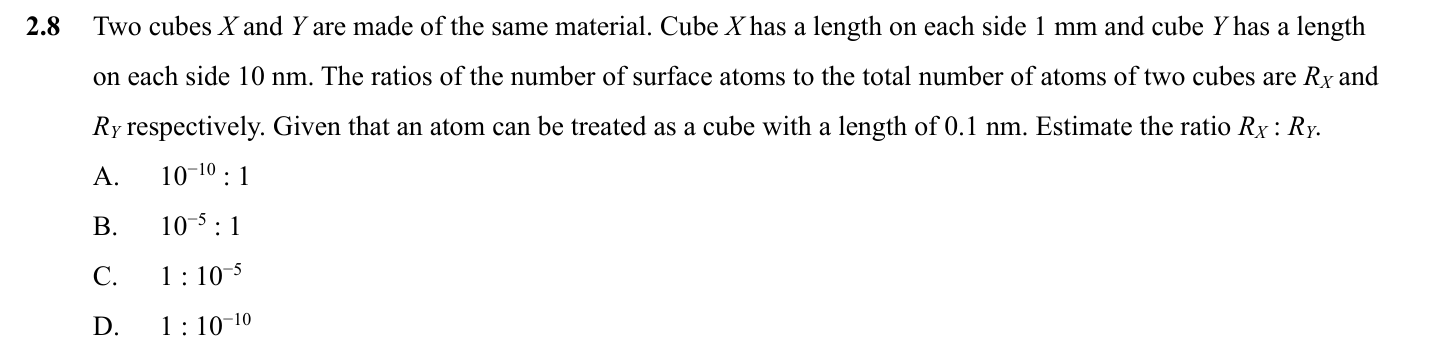 2.8 Two cubes X and Y are made of the same material. Cube X has a length on each side 1 mm and cube Y has a length
on each side 10 nm. The ratios of the number of surface atoms to the total number of atoms of two cubes are R_X and
R_Y respectively. Given that an atom can be treated as a cube with a length of 0.1 nm. Estimate the ratio R_X : R_Y.
A. 10⁻¹⁰ : 1
B. 10⁻⁵ : 1
C. 1 : 10⁻⁵
D. 1 : 10⁻¹⁰